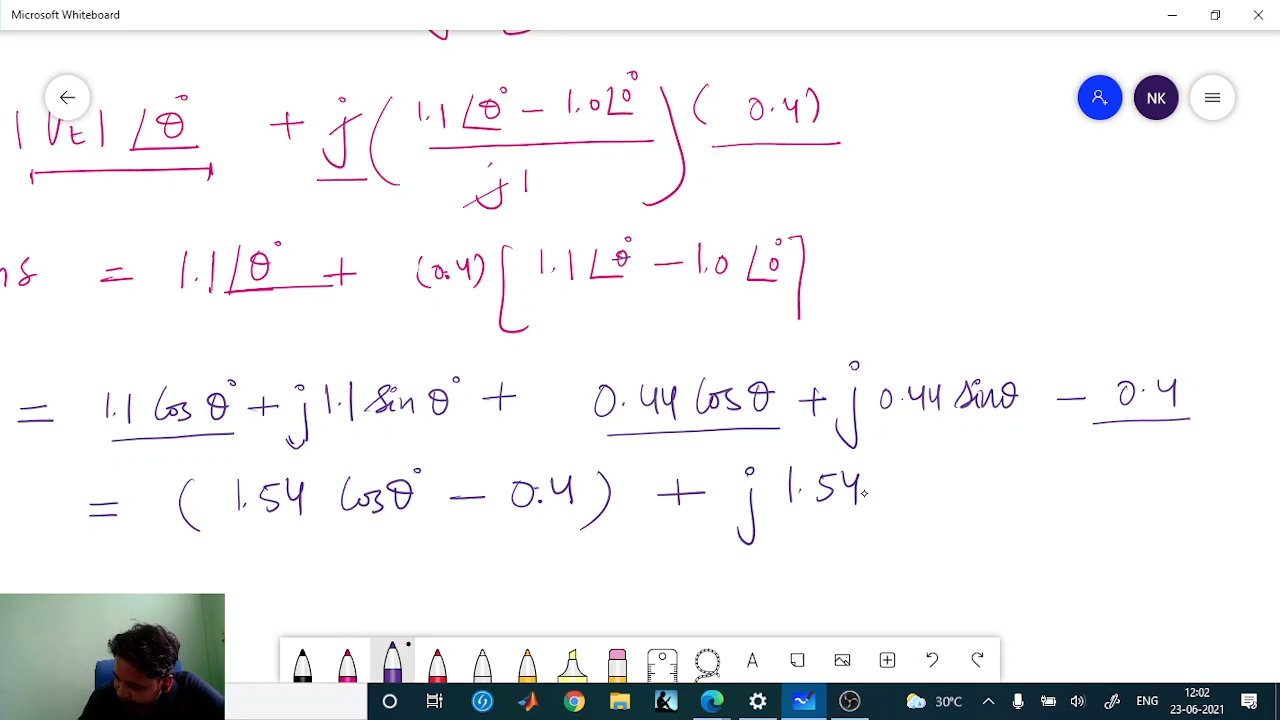 Microsoft Whiteboard
NK
|Vt| ∠θ° + j ( (1.1∠θ° − 1.0∠0°) / j1 ) (0.4)
= 1.1∠θ° + (0.4) [ 1.1∠θ° − 1.0∠0° ]
= 1.1 cos θ° + j 1.1 sin θ° + 0.44 cos θ + j 0.44 sin θ − 0.4
= ( 1.54 cos θ° − 0.4 ) + j 1.54
A
30°C
ENG
12:02
23-06-2021